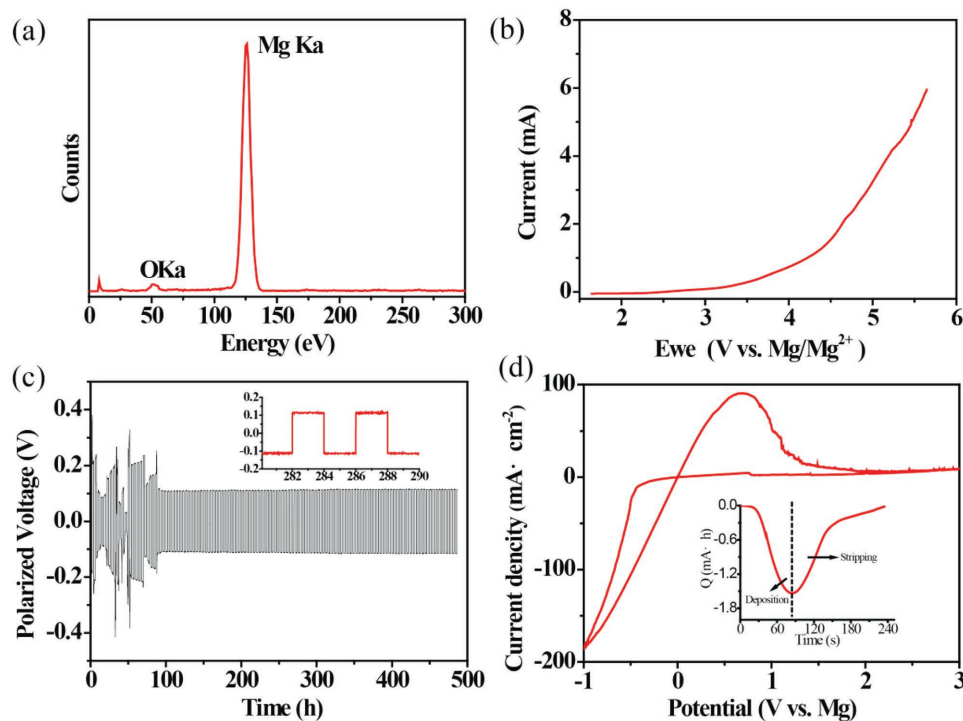 (a)
Mg Ka
OKa
Counts
0 50 100 150 200 250 300
Energy (eV)
(b)
8
6
4
2
0
Current (mA)
2 3 4 5 6
Ewe (V vs. Mg/Mg²⁺)
(c)
0.4
0.2
0.0
-0.2
-0.4
Polarized Voltage (V)
0.2
0.1
0.0
-0.1
-0.2
282 284 286 288 290
0 100 200 300 400 500
Time (h)
(d)
100
0
-100
-200
Current dencity (mA· cm⁻²)
0.0
-0.6
-1.2
-1.8
Q (mA· h)
Stripping
Deposition
0 60 120 180 240
Time (s)
-1 0 1 2 3
Potential (V vs. Mg)